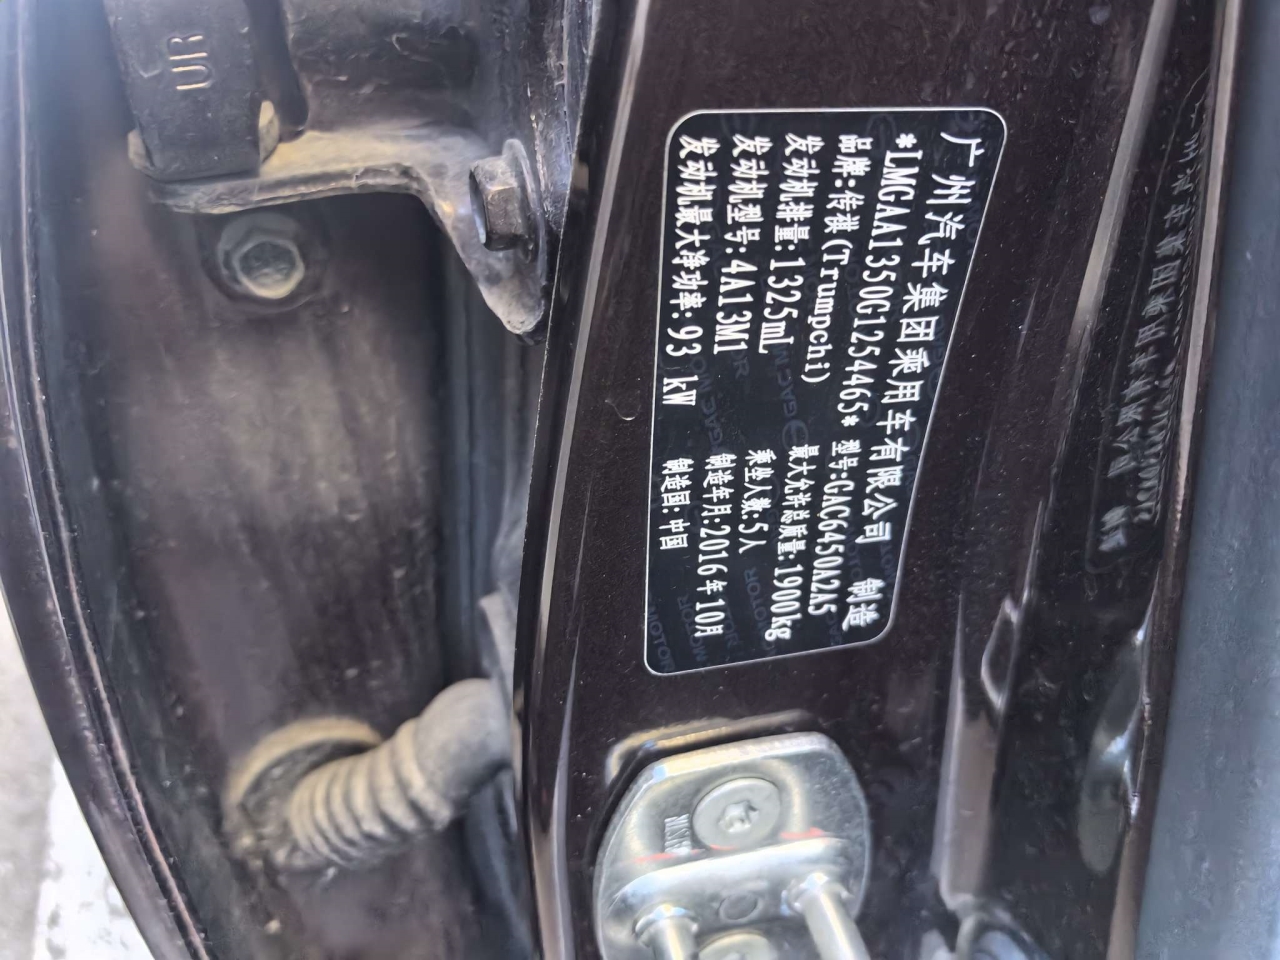 广州汽车集团乘用车有限公司 制造
*LMGAA1350G1254465* 型号:GAC6450A2A5
品牌:传祺(Trumpchi) 最大允许总质量:1900kg
发动机排量:1325mL 乘坐人数:5人
发动机型号:4A13M1 制造年月:2016年10月
发动机最大净功率:93 kW 制造国:中国
UB